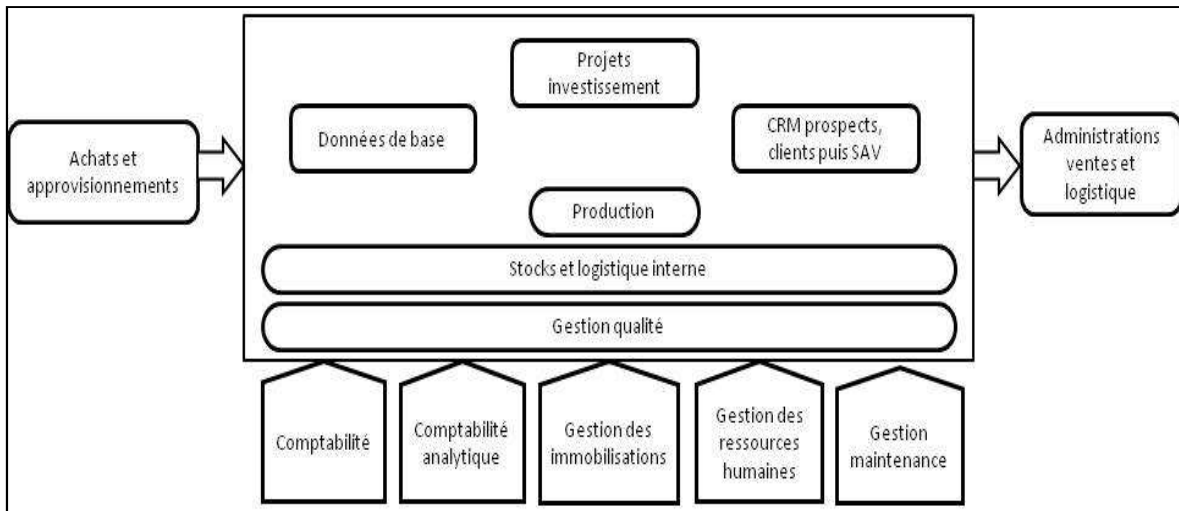 Projets
investissement
Données de base
CRM prospects,
clients puis SAV
Achats et
approvisionnements
Administrations
ventes et
logistique
Production
Stocks et logistique interne
Gestion qualité
Comptabilité
Comptabilité
analytique
Gestion des
immobilisations
Gestion des
ressources
humaines
Gestion
maintenance